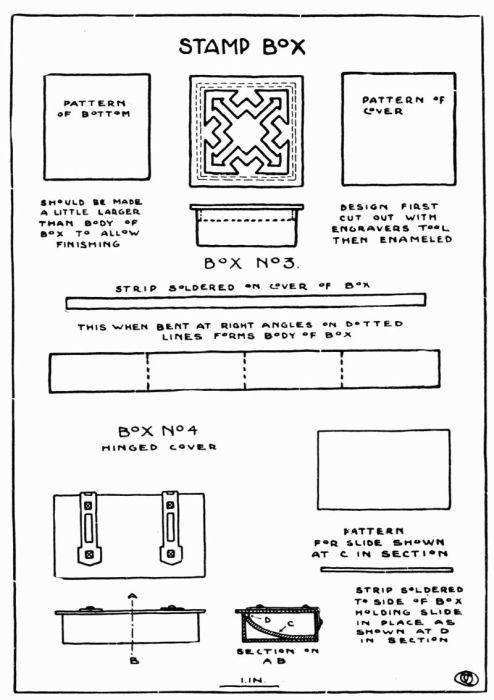 STAMP BOX
PATTERN
OF BOTTOM
PATTERN OF
COVER
SHOULD BE MADE
A LITTLE LARGER
THAN BODY OF
BOX TO ALLOW
FINISHING
DESIGN FIRST
CUT OUT WITH
ENGRAVERS TOOL
THEN ENAMELED
BOX NO3.
STRIP SOLDERED ON COVER OF BOX
THIS WHEN BENT AT RIGHT ANGLES ON DOTTED
LINES FORMS BODY OF BOX
BOX NO4
HINGED COVER
PATTERN
FOR SLIDE SHOWN
AT C IN SECTION
STRIP SOLDERED
TO SIDE OF BOX
HOLDING SLIDE
IN PLACE AS
SHOWN AT D
IN SECTION
A
B
D
C
SECTION ON
AB
1.IN.